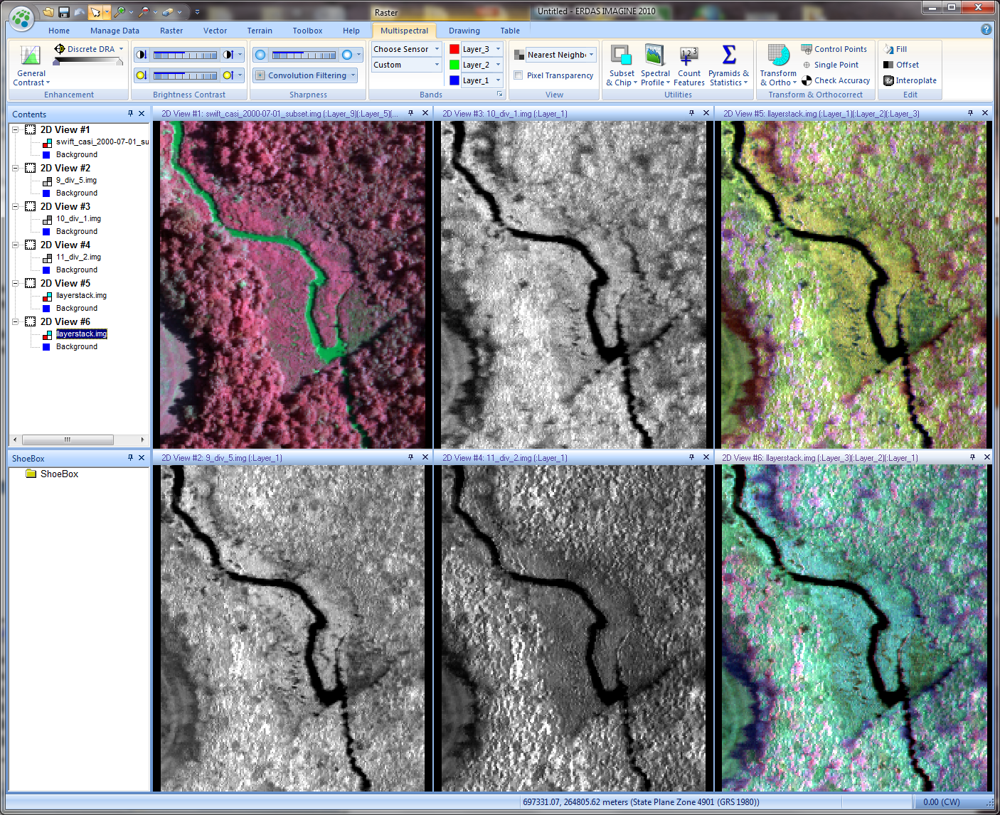 Raster
Untitled - ERDAS IMAGINE 2010
Home Manage Data Raster Vector Terrain Toolbox Help Multispectral Drawing Table
General Contrast
Discrete DRA
Enhancement
Brightness Contrast
Convolution Filtering
Sharpness
Choose Sensor
Custom
Layer_3
Layer_2
Layer_1
Bands
Nearest Neighb
Pixel Transparency
View
Subset & Chip
Spectral Profile
Count Features
Pyramids & Statistics
Utilities
Transform & Ortho
Control Points
Single Point
Check Accuracy
Transform & Orthocorrect
Fill
Offset
Interoplate
Edit
Contents
2D View #1
swift_casi_2000-07-01_su
Background
2D View #2
9_div_5.img
Background
2D View #3
10_div_1.img
Background
2D View #4
11_div_2.img
Background
2D View #5
llayerstack.img
Background
2D View #6
llayerstack.img
Background
ShoeBox
ShoeBox
2D View #1: swift_casi_2000-07-01_subset.img (:Layer_9)(:Layer_5)(...
2D View #3: 10_div_1.img (:Layer_1)
2D View #5: llayerstack.img (:Layer_1)(:Layer_2)(:Layer_3)
2D View #2: 9_div_5.img (:Layer_1)
2D View #4: 11_div_2.img (:Layer_1)
2D View #6: llayerstack.img (:Layer_3)(:Layer_2)(:Layer_1)
697331.07, 264805.62 meters (State Plane Zone 4901 (GRS 1980))
0.00 (CW)